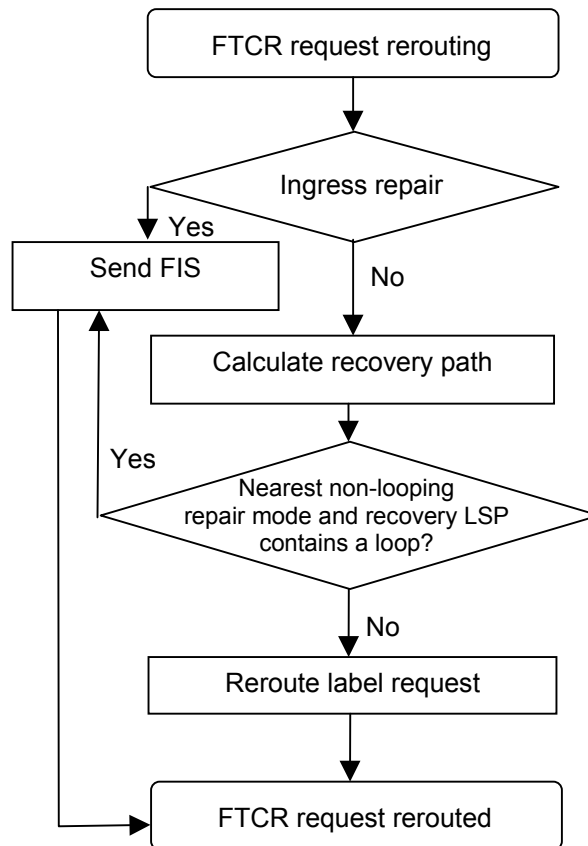 FTCR request rerouting
Ingress repair
Yes
Send FIS
No
Calculate recovery path
Yes
Nearest non-looping
repair mode and recovery LSP
contains a loop?
No
Reroute label request
FTCR request rerouted